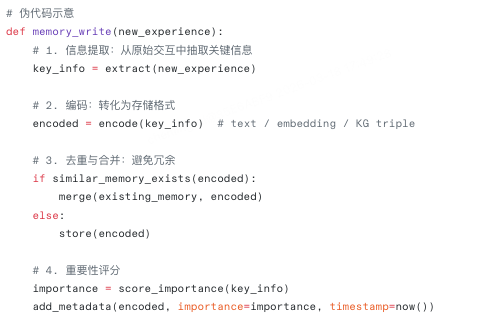 # 伪代码示意
def memory_write(new_experience):
    # 1. 信息提取：从原始交互中抽取关键信息
    key_info = extract(new_experience)

    # 2. 编码：转化为存储格式
    encoded = encode(key_info)  # text / embedding / KG triple

    # 3. 去重与合并：避免冗余
    if similar_memory_exists(encoded):
        merge(existing_memory, encoded)
    else:
        store(encoded)

    # 4. 重要性评分
    importance = score_importance(key_info)
    add_metadata(encoded, importance=importance, timestamp=now())